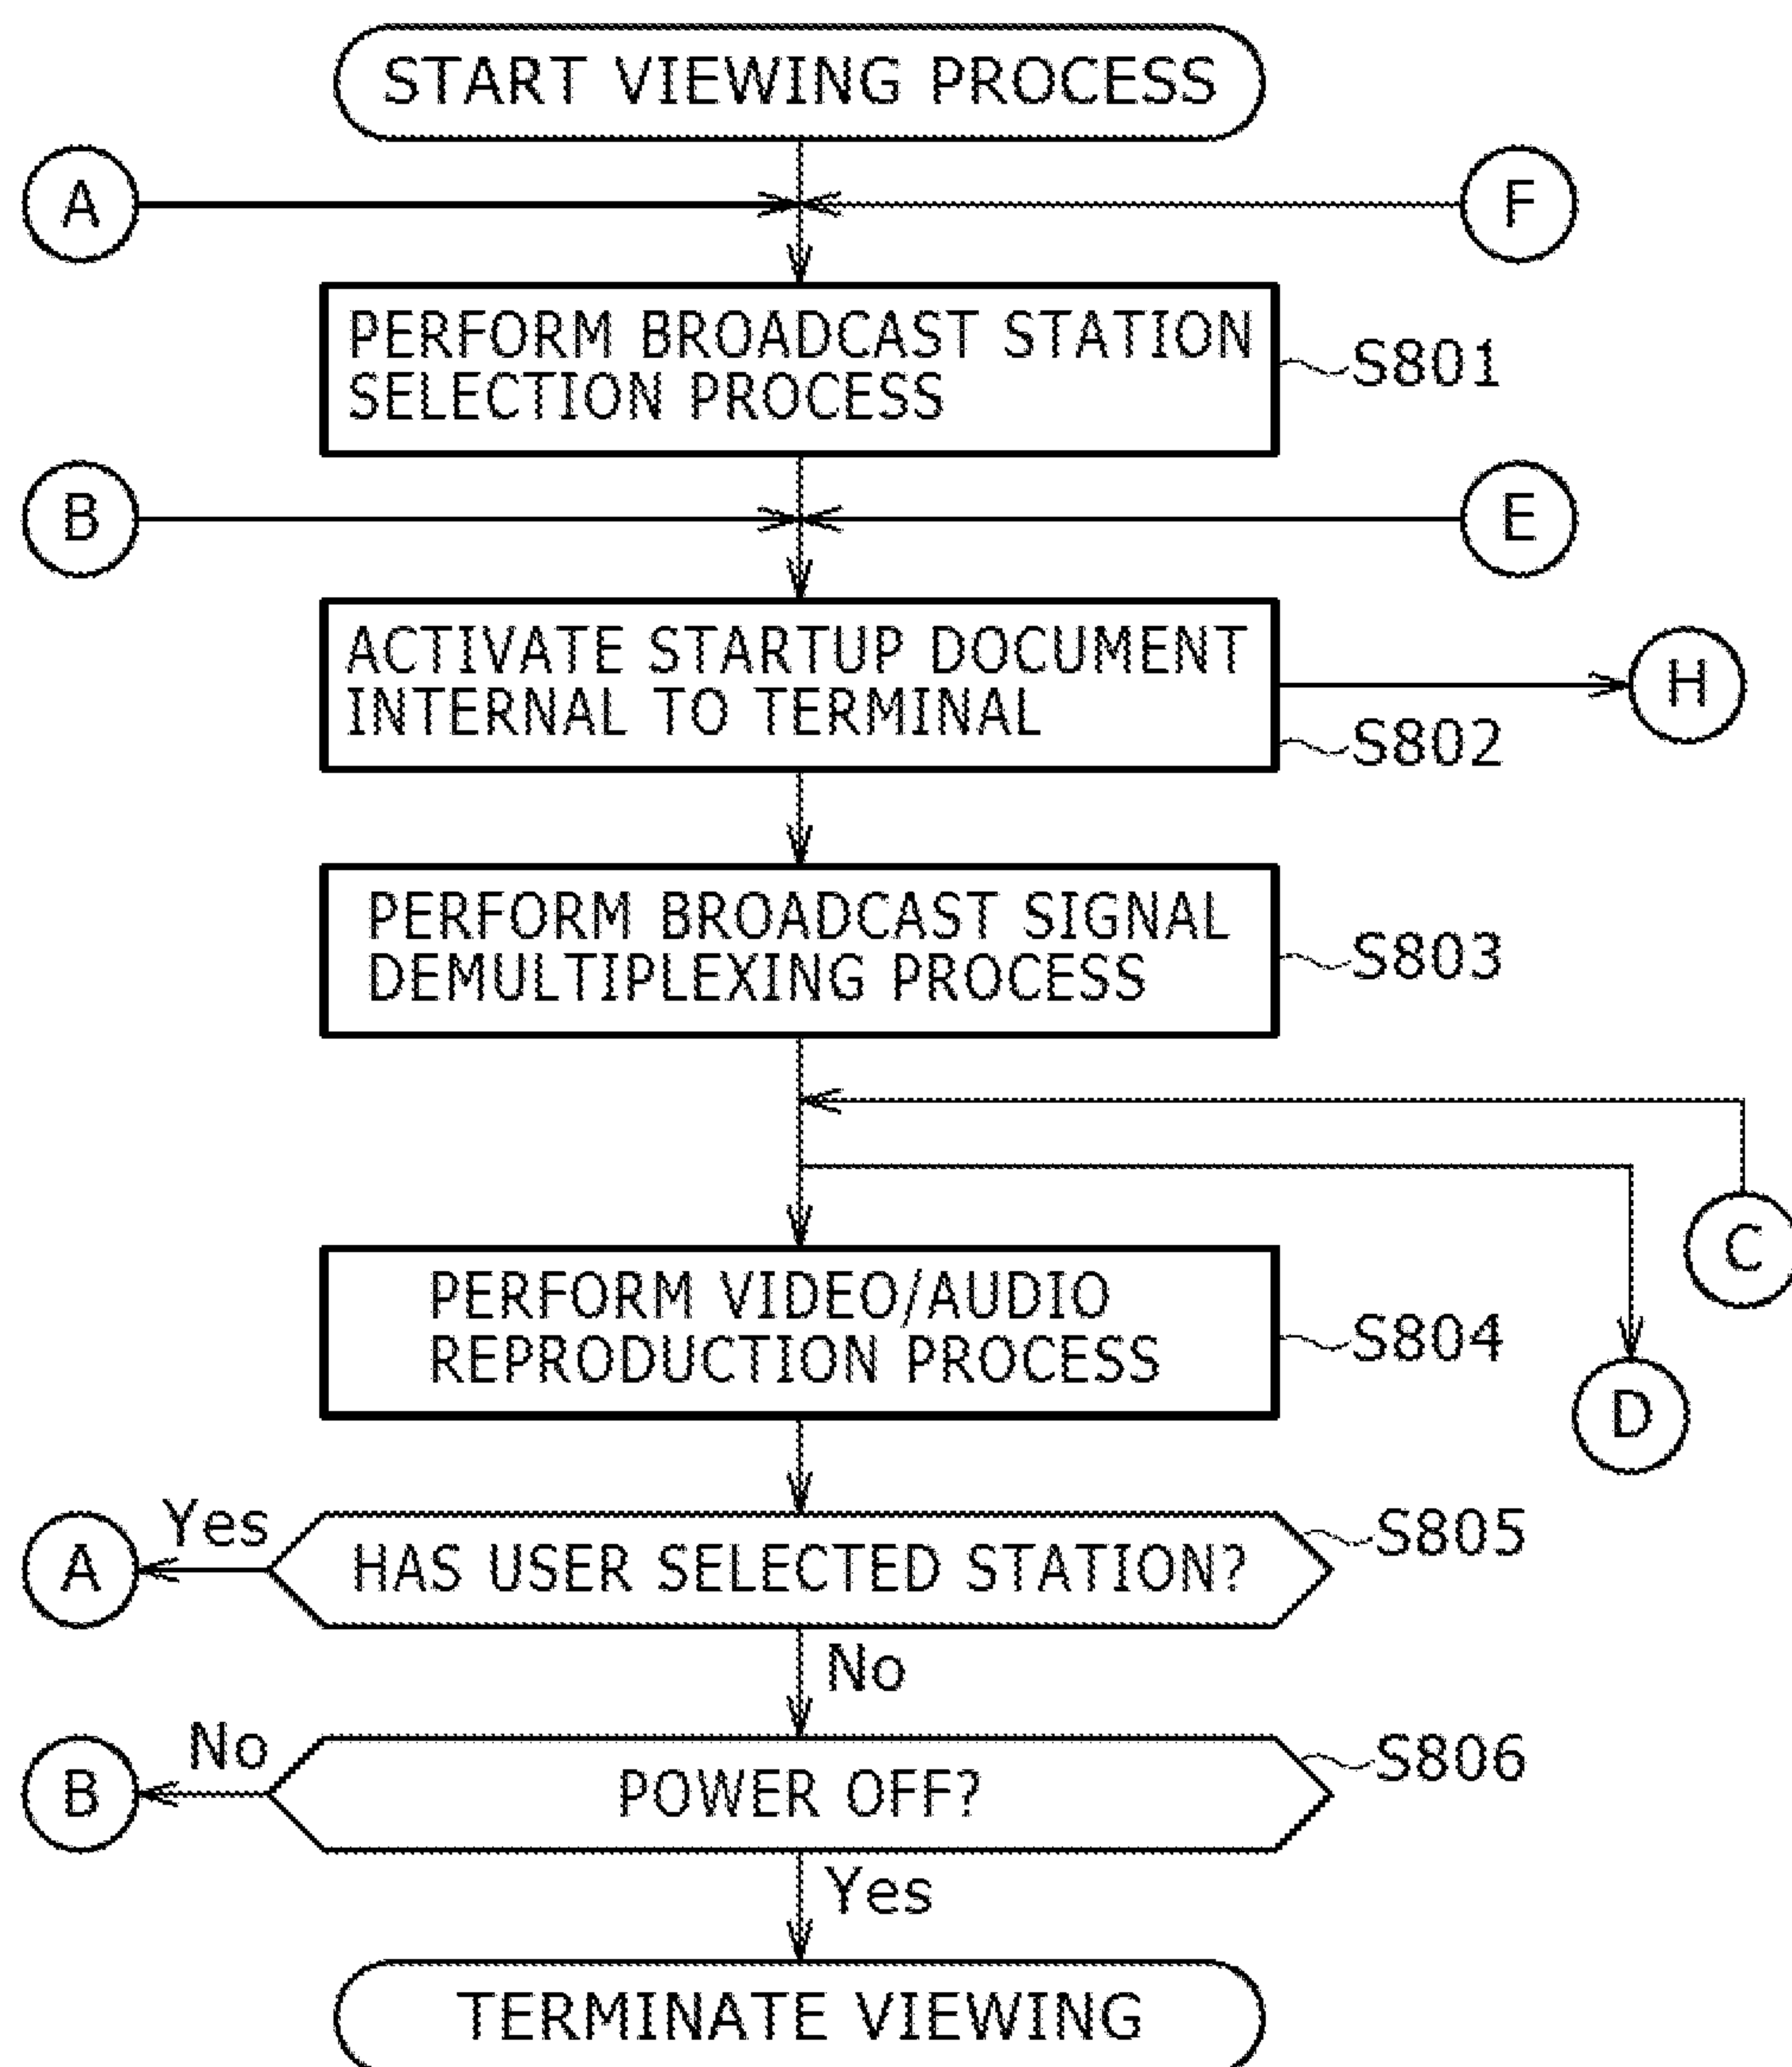 START VIEWING PROCESS
A
F
PERFORM BROADCAST STATION
SELECTION PROCESS
S801
B
E
ACTIVATE STARTUP DOCUMENT
INTERNAL TO TERMINAL
H
S802
PERFORM BROADCAST SIGNAL
DEMULTIPLEXING PROCESS
S803
C
PERFORM VIDEO/AUDIO
REPRODUCTION PROCESS
S804
D
A
Yes
HAS USER SELECTED STATION?
S805
No
B
No
POWER OFF?
S806
Yes
TERMINATE VIEWING